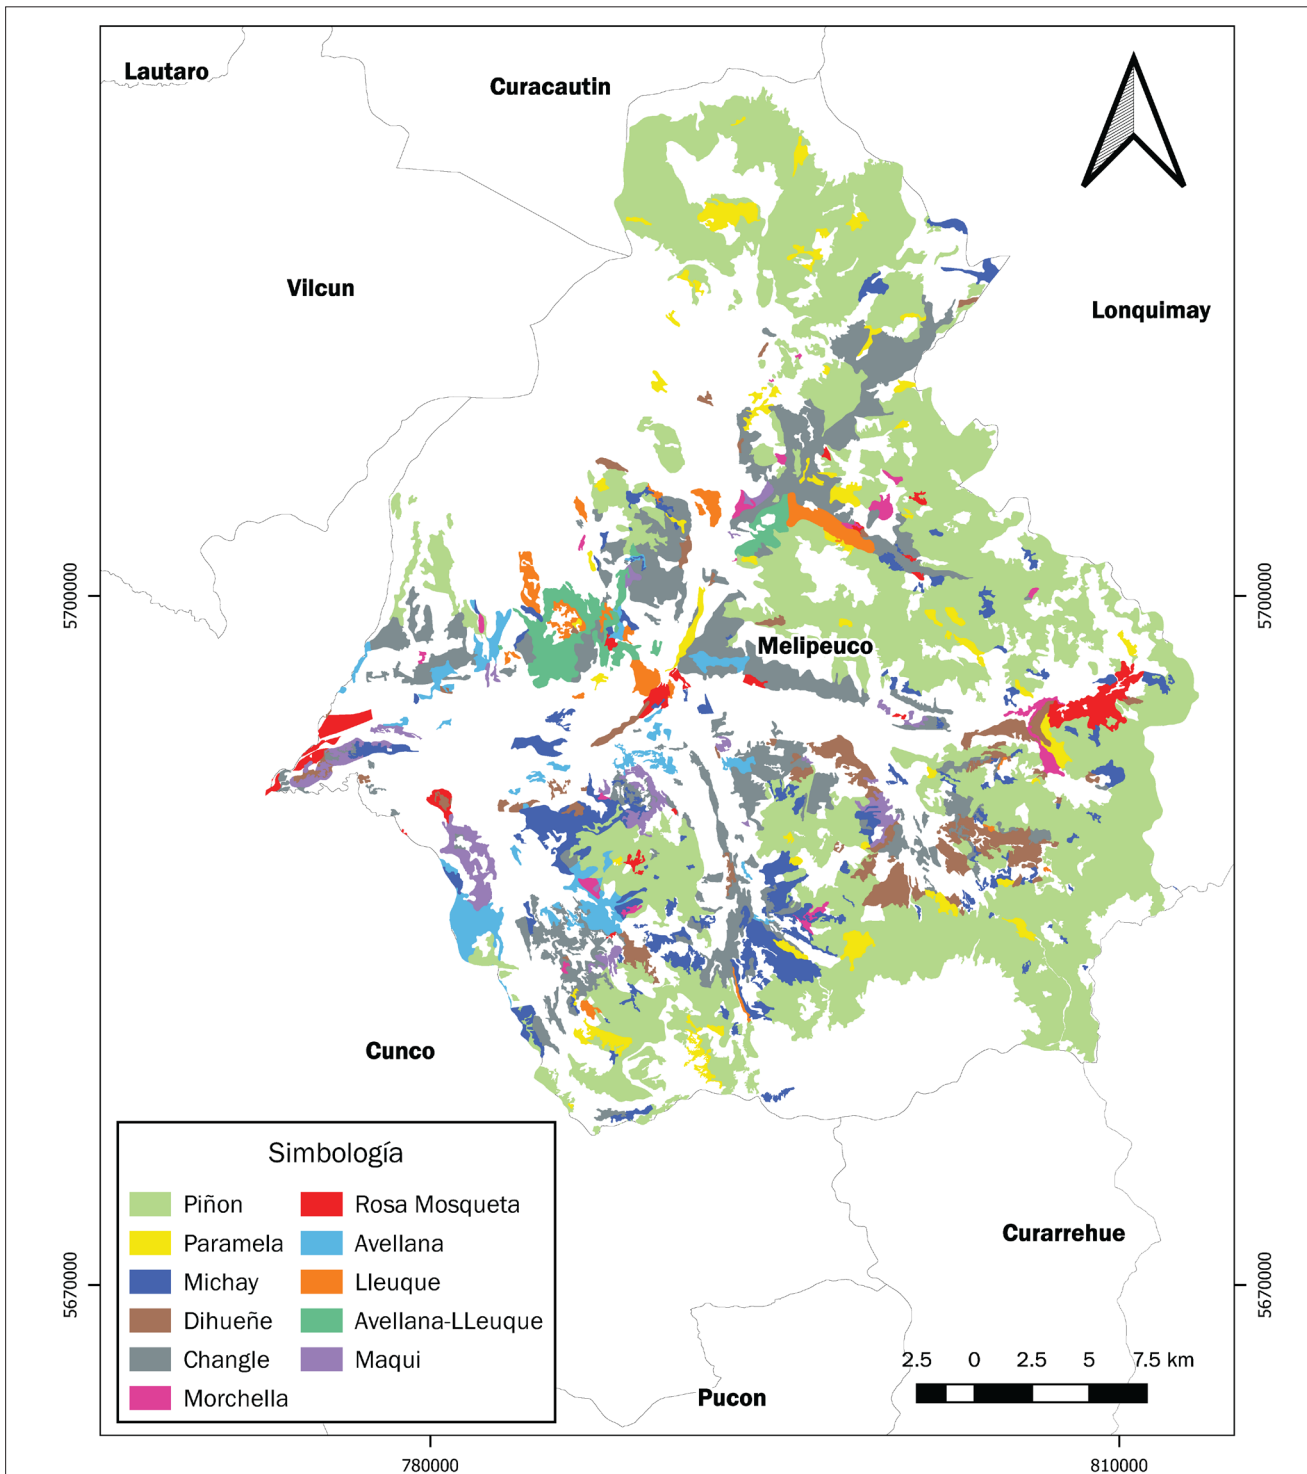 Lautaro
Curacautin
Vilcun
Lonquimay
5700000
5700000
Melipeuco
Cunco
Simbología
Piñon
Rosa Mosqueta
Paramela
Avellana
Michay
Lleuque
Dihueñe
Avellana-LLeuque
Changle
Maqui
Morchella
Curarrehue
5670000
5670000
2.5 0 2.5 5 7.5 km
Pucon
780000
810000